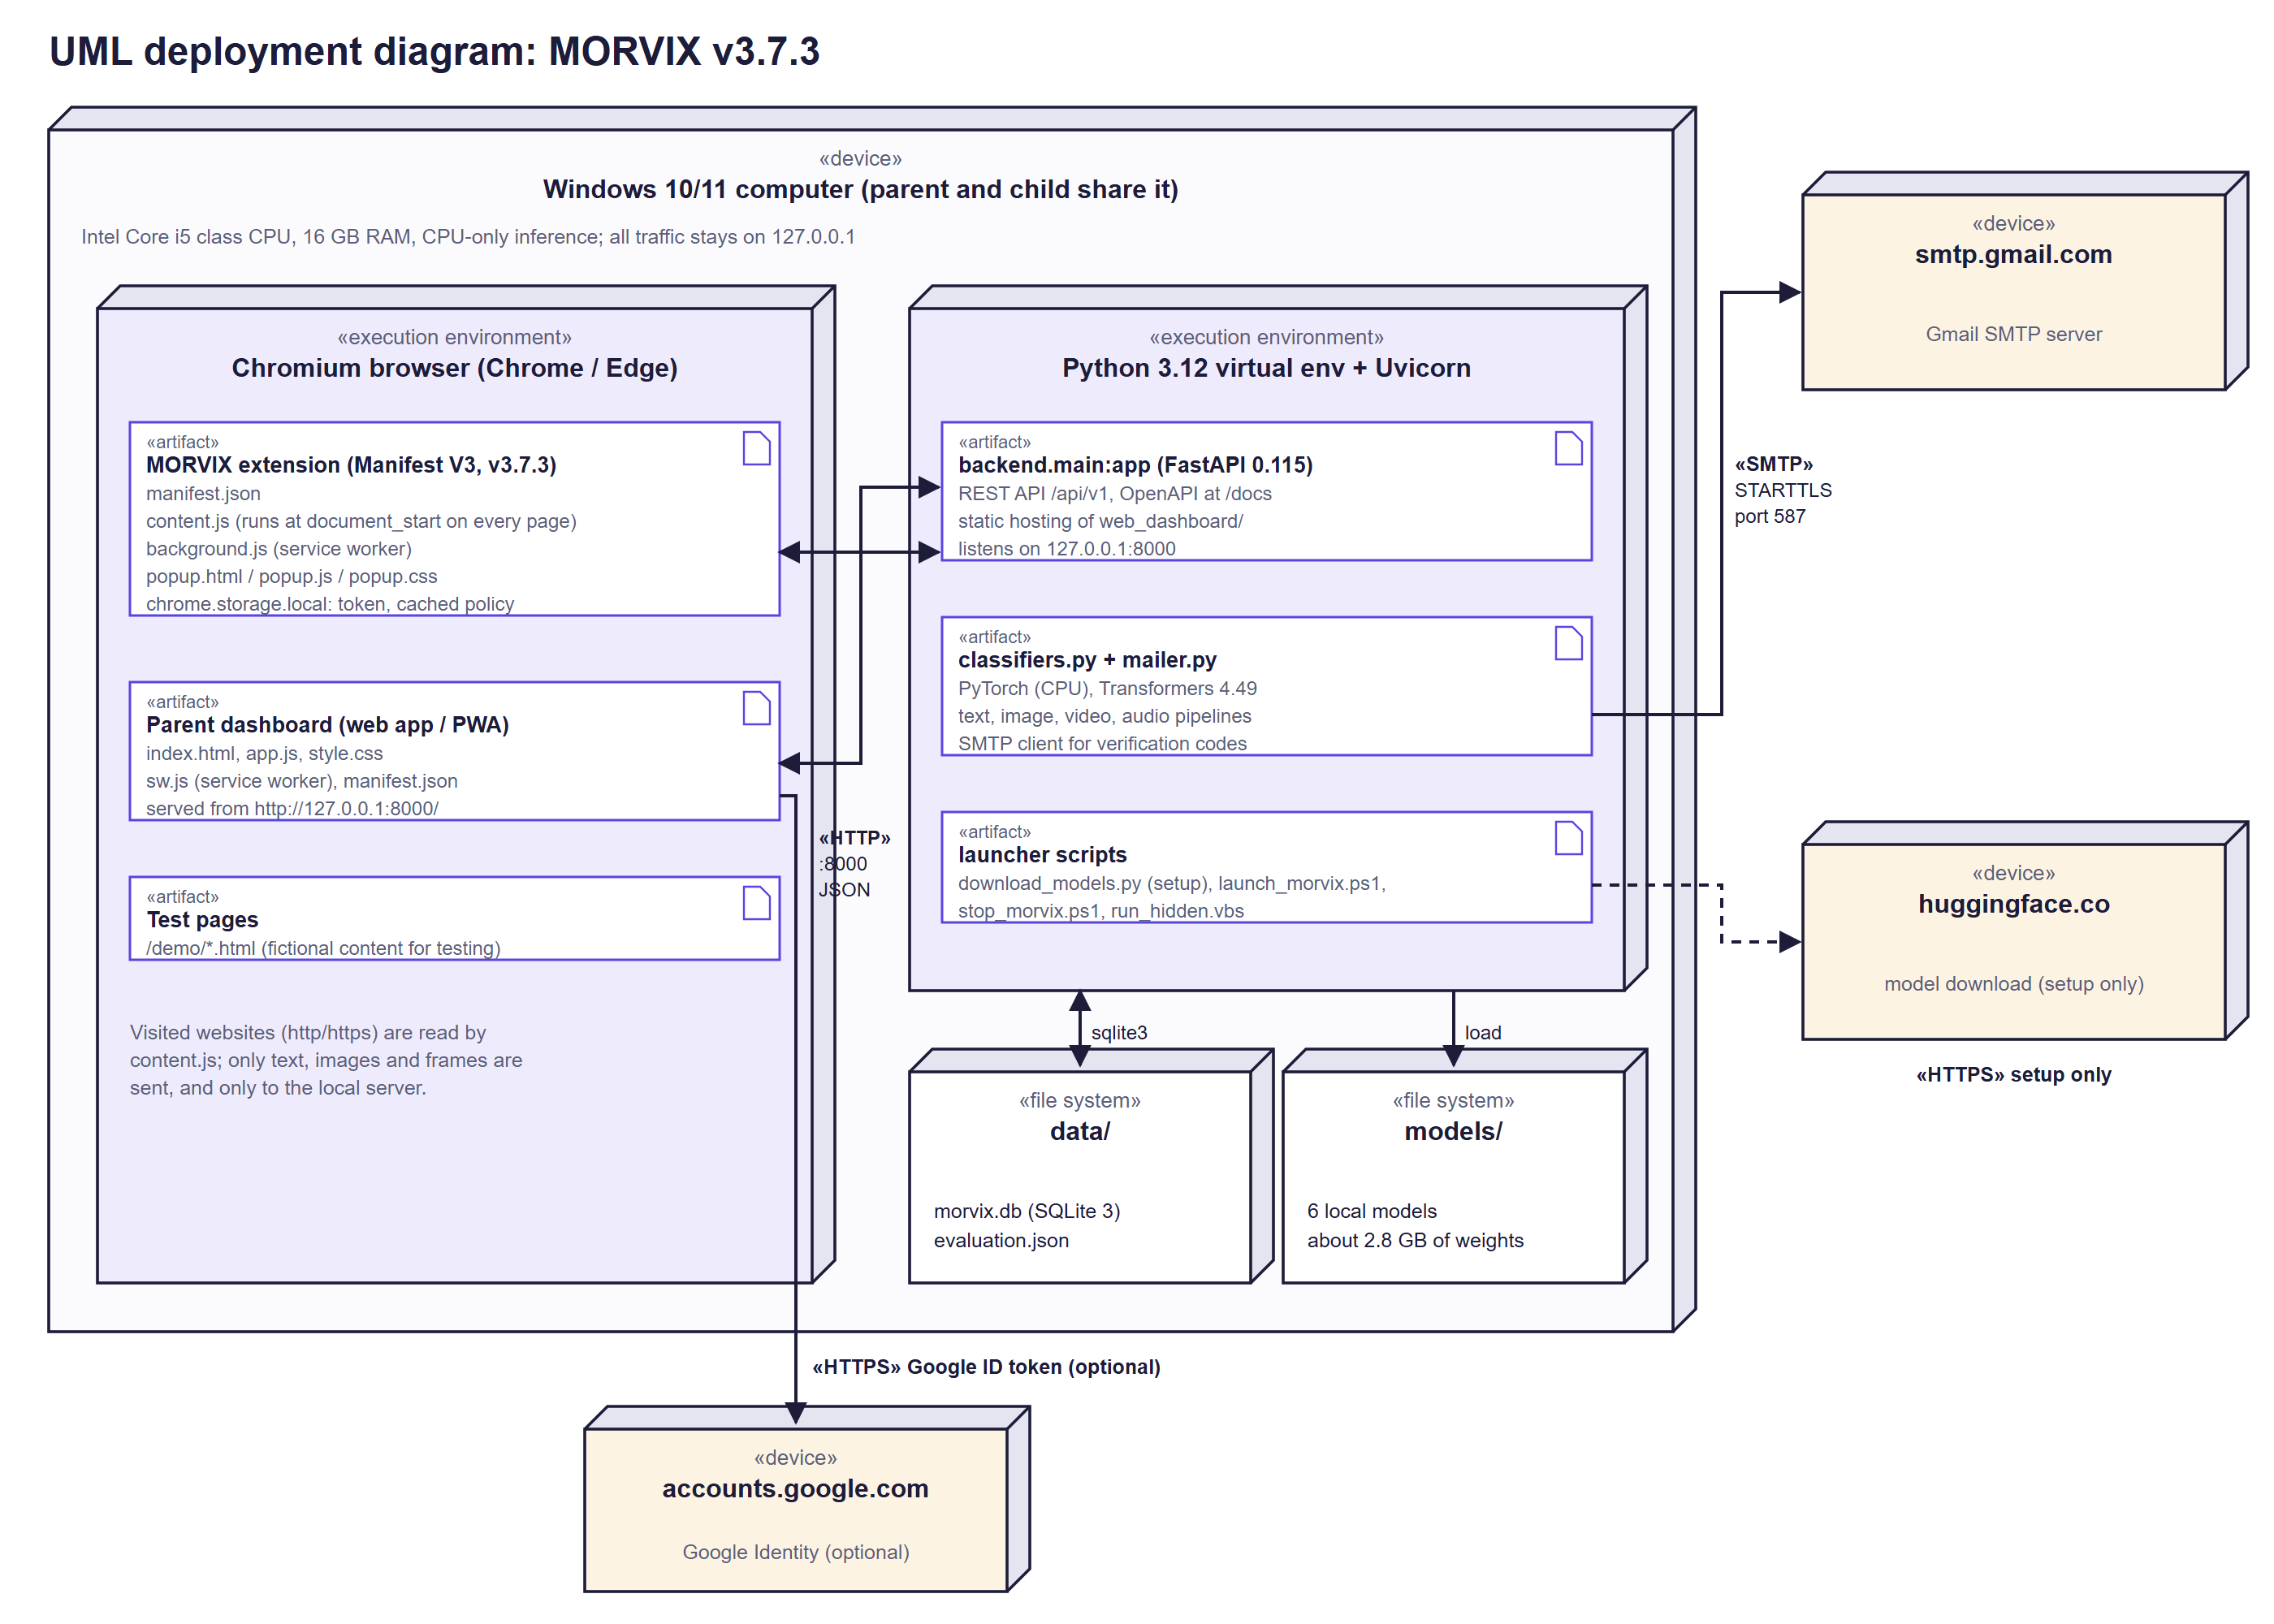 UML deployment diagram: MORVIX v3.7.3
«device»
Windows 10/11 computer (parent and child share it)
Intel Core i5 class CPU, 16 GB RAM, CPU-only inference; all traffic stays on 127.0.0.1
«execution environment»
Chromium browser (Chrome / Edge)
«artifact»
MORVIX extension (Manifest V3, v3.7.3)
manifest.json
content.js (runs at document_start on every page)
background.js (service worker)
popup.html / popup.js / popup.css
chrome.storage.local: token, cached policy
«artifact»
Parent dashboard (web app / PWA)
index.html, app.js, style.css
sw.js (service worker), manifest.json
served from http://127.0.0.1:8000/
«artifact»
Test pages
/demo/*.html (fictional content for testing)
Visited websites (http/https) are read by
content.js; only text, images and frames are
sent, and only to the local server.
«HTTP»
:8000
JSON
«execution environment»
Python 3.12 virtual env + Uvicorn
«artifact»
backend.main:app (FastAPI 0.115)
REST API /api/v1, OpenAPI at /docs
static hosting of web_dashboard/
listens on 127.0.0.1:8000
«artifact»
classifiers.py + mailer.py
PyTorch (CPU), Transformers 4.49
text, image, video, audio pipelines
SMTP client for verification codes
«artifact»
launcher scripts
download_models.py (setup), launch_morvix.ps1,
stop_morvix.ps1, run_hidden.vbs
sqlite3
load
«file system»
data/
morvix.db (SQLite 3)
evaluation.json
«file system»
models/
6 local models
about 2.8 GB of weights
«device»
smtp.gmail.com
Gmail SMTP server
«SMTP»
STARTTLS
port 587
«device»
huggingface.co
model download (setup only)
«HTTPS» setup only
«HTTPS» Google ID token (optional)
«device»
accounts.google.com
Google Identity (optional)